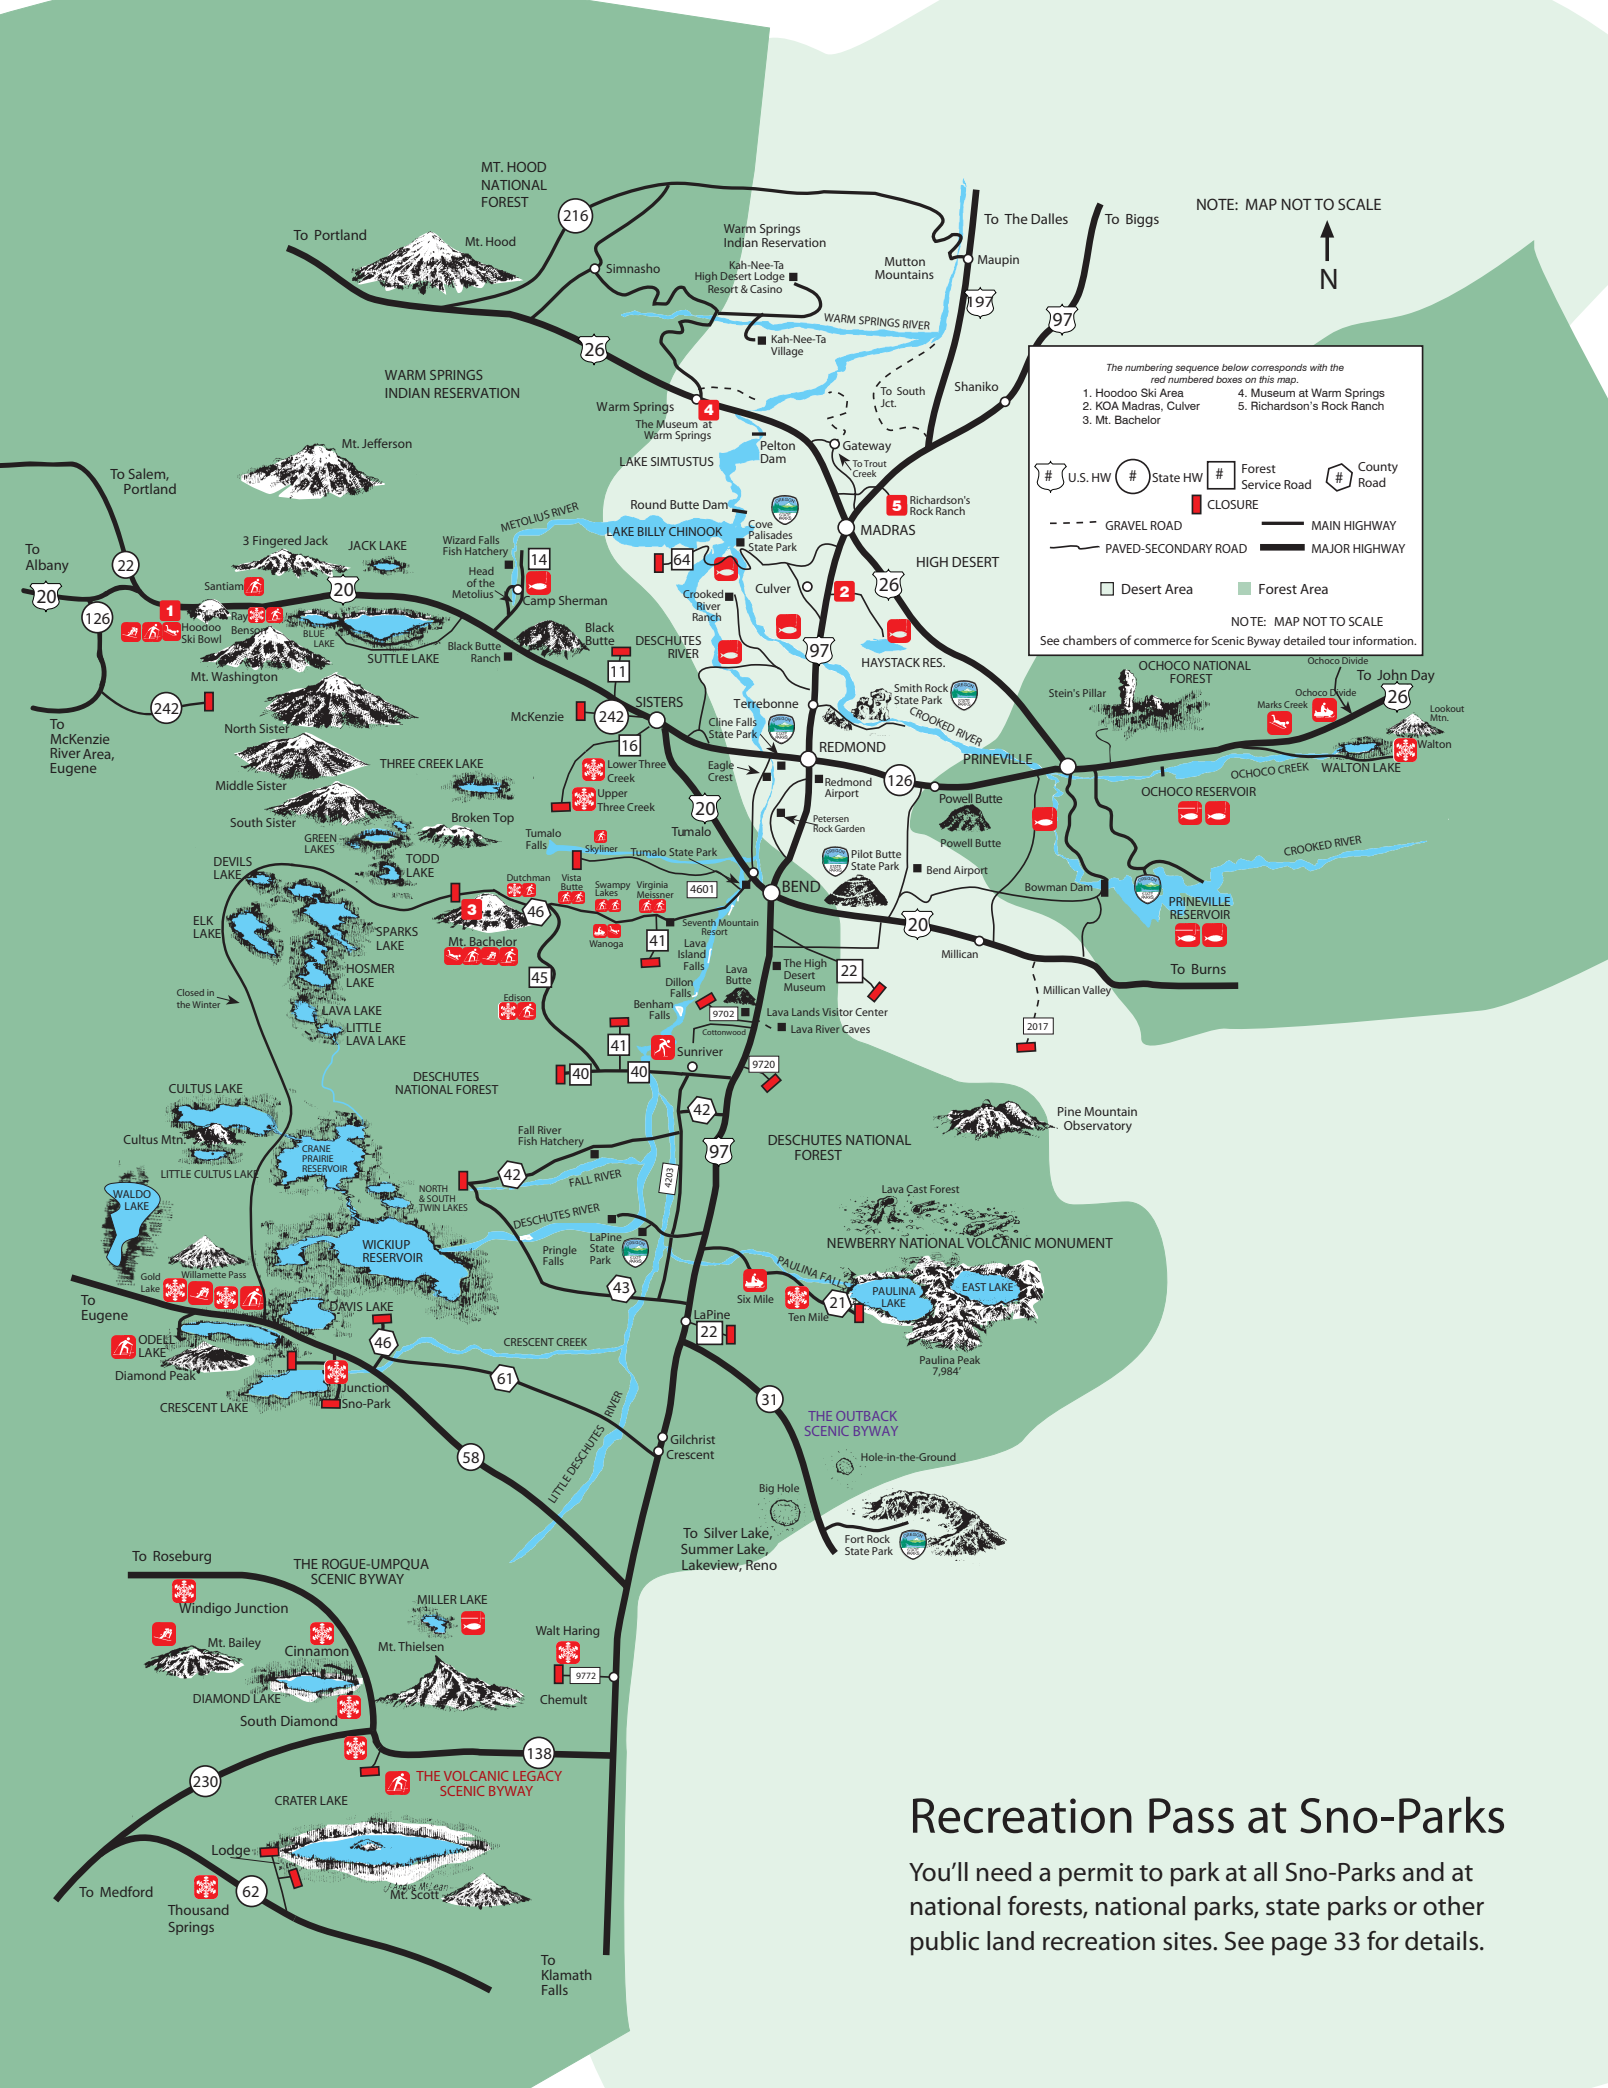 MT. HOOD
NATIONAL
FOREST
216
To Portland
Mt. Hood
Simnasho
Warm Springs
Indian Reservation
Kah-Nee-Ta
High Desert Lodge
Resort & Casino
Mutton
Mountains
To The Dalles
To Biggs
Maupin
197
97
NOTE: MAP NOT TO SCALE
N
WARM SPRINGS RIVER
Kah-Nee-Ta
Village
26
WARM SPRINGS
INDIAN RESERVATION
To South
Jct.
Shaniko
Warm Springs
4
The Museum at
Warm Springs
The numbering sequence below corresponds with the
red numbered boxes on this map.
1. Hoodoo Ski Area
2. KOA Madras, Culver
3. Mt. Bachelor
4. Museum at Warm Springs
5. Richardson's Rock Ranch
# U.S. HW
# State HW
# Forest
Service Road
# County
Road
CLOSURE
GRAVEL ROAD
MAIN HIGHWAY
PAVED-SECONDARY ROAD
MAJOR HIGHWAY
Desert Area
Forest Area
NOTE: MAP NOT TO SCALE
See chambers of commerce for Scenic Byway detailed tour information.
Mt. Jefferson
To Salem,
Portland
Pelton
Dam
Gateway
To Trout
Creek
LAKE SIMTUSTUS
Round Butte Dam
5
Richardson's
Rock Ranch
METOLIUS RIVER
LAKE BILLY CHINOOK
Cove
Palisades
State Park
MADRAS
HIGH DESERT
To
Albany
20
22
3 Fingered Jack
JACK LAKE
Wizard Falls
Fish Hatchery
14
64
Head
of the
Metolius
Camp Sherman
Culver
2
26
Crooked
River
Ranch
Santiam
20
126
1
Hoodoo
Ski Bowl
Ray
Benson
BLUE
LAKE
SUTTLE LAKE
Mt. Washington
Black Butte
Ranch
Black
Butte
DESCHUTES
RIVER
97
HAYSTACK RES.
11
242
To
McKenzie
River Area,
Eugene
North Sister
McKenzie
242
SISTERS
Terrebonne
Smith Rock
State Park
CROOKED RIVER
Stein's Pillar
OCHOCO NATIONAL
FOREST
Ochoco Divide
To John Day
26
Ochoco Divide
Marks Creek
Lookout
Mtn.
Walton
WALTON LAKE
OCHOCO CREEK
Cline Falls
State Park
REDMOND
PRINEVILLE
16
Middle Sister
THREE CREEK LAKE
Lower Three
Creek
Upper
Three Creek
Eagle
Crest
Redmond
Airport
126
Powell Butte
Powell Butte
OCHOCO RESERVOIR
South Sister
Broken Top
20
Tumalo
Petersen
Rock Garden
GREEN
LAKES
Tumalo
Falls
Skyliner
Tumalo State Park
Pilot Butte
State Park
Bend Airport
CROOKED RIVER
DEVILS
LAKE
TODD
LAKE
Dutchman
Vista
Butte
Swampy
Lakes
Virginia
Meissner
4601
BEND
Bowman Dam
PRINEVILLE
RESERVOIR
3
46
Wanoga
Seventh Mountain
Resort
20
Millican
To Burns
ELK
LAKE
SPARKS
LAKE
Mt. Bachelor
41
Lava
Island
Falls
HOSMER
LAKE
45
Edison
Dillon
Falls
Lava
Butte
The High
Desert
Museum
22
Millican Valley
Closed in
the Winter
LAVA LAKE
LITTLE
LAVA LAKE
Benham
Falls
9702
Lava Lands Visitor Center
Cottonwood
Lava River Caves
2017
41
Sunriver
40
40
9720
DESCHUTES
NATIONAL FOREST
CULTUS LAKE
Cultus Mtn.
LITTLE CULTUS LAKE
CRANE
PRAIRIE
RESERVOIR
Fall River
Fish Hatchery
42
97
DESCHUTES NATIONAL
FOREST
Pine Mountain
Observatory
42
FALL RIVER
4203
WALDO
LAKE
NORTH
& SOUTH
TWIN LAKES
DESCHUTES RIVER
LaPine
State
Park
Lava Cast Forest
NEWBERRY NATIONAL VOLCANIC MONUMENT
WICKIUP
RESERVOIR
Pringle
Falls
PAULINA FALLS
PAULINA
LAKE
EAST LAKE
Gold
Lake
Willamette Pass
43
Six Mile
Ten Mile
21
To
Eugene
DAVIS LAKE
46
LaPine
22
Paulina Peak
7,984'
ODELL
LAKE
Diamond Peak
CRESCENT CREEK
61
Junction
Sno-Park
CRESCENT LAKE
31
THE OUTBACK
SCENIC BYWAY
58
LITTLE DESCHUTES RIVER
Gilchrist
Crescent
Hole-in-the-Ground
Big Hole
To Silver Lake,
Summer Lake,
Lakeview, Reno
Fort Rock
State Park
To Roseburg
THE ROGUE-UMPQUA
SCENIC BYWAY
Windigo Junction
MILLER LAKE
Walt Haring
Mt. Bailey
Cinnamon
Mt. Thielsen
9772
Chemult
DIAMOND LAKE
South Diamond
138
230
THE VOLCANIC LEGACY
SCENIC BYWAY
CRATER LAKE
Lodge
62
To Medford
Thousand
Springs
Mt. Scott
To
Klamath
Falls
Recreation Pass at Sno-Parks
You'll need a permit to park at all Sno-Parks and at
national forests, national parks, state parks or other
public land recreation sites. See page 33 for details.